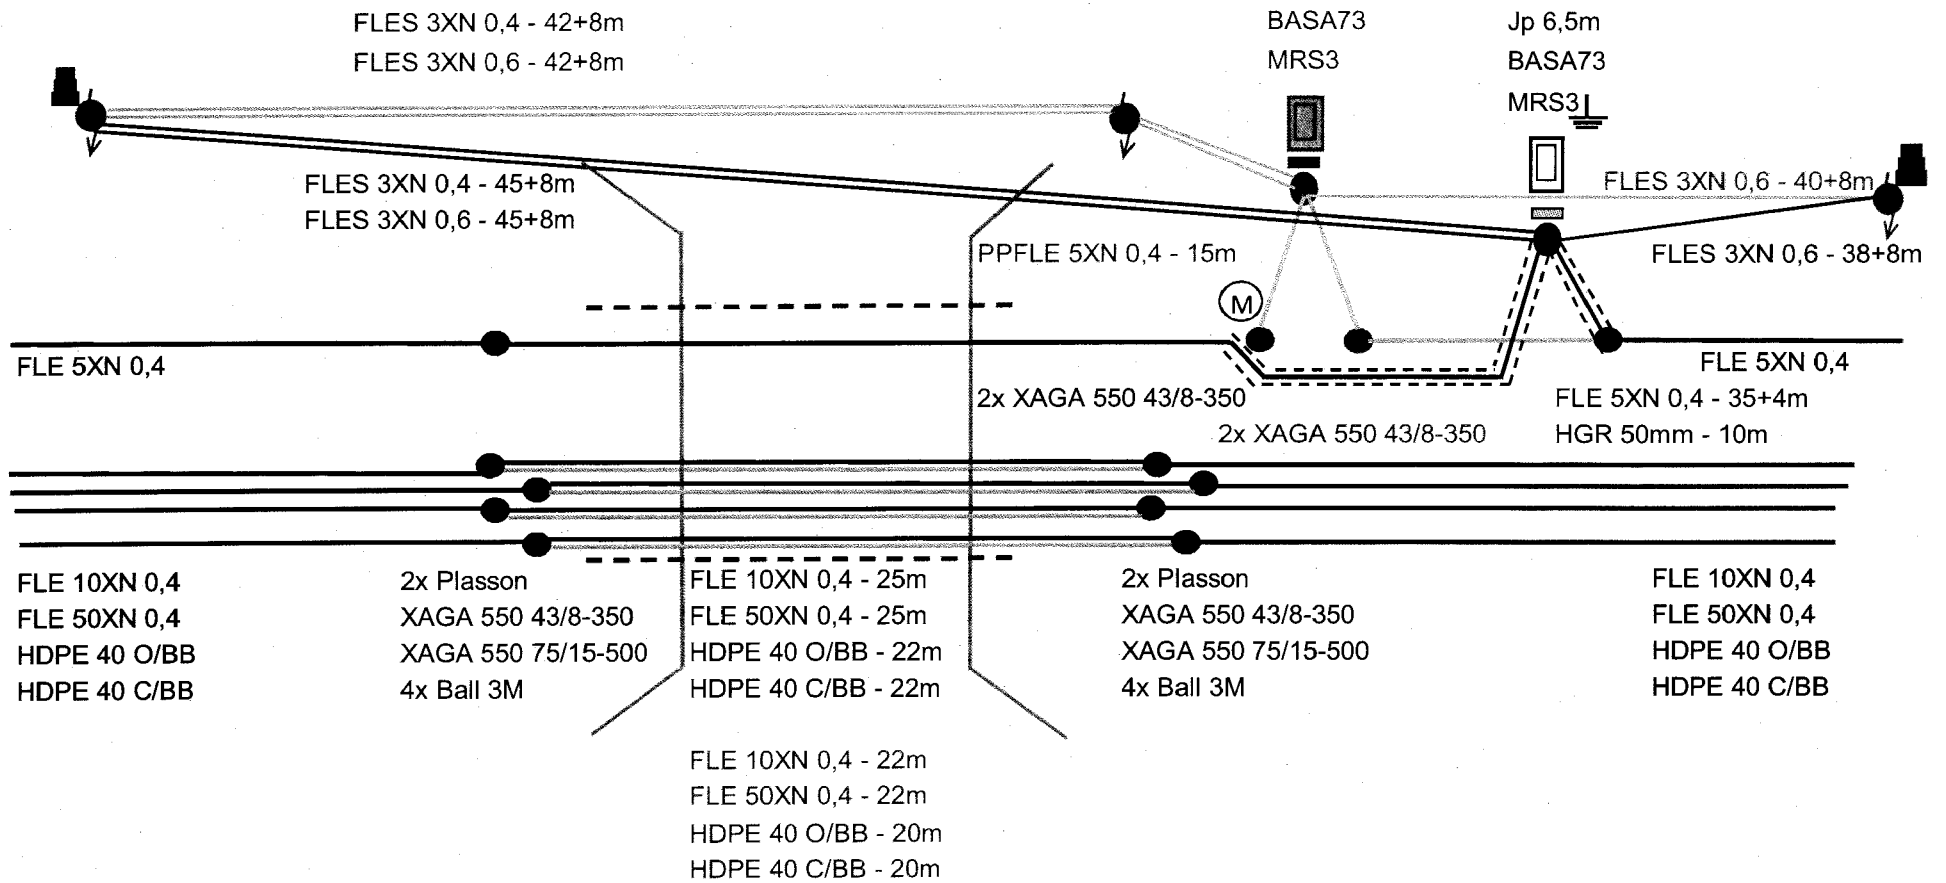 FLES 3XN 0,4 - 42+8m
FLES 3XN 0,6 - 42+8m
BASA73
MRS3
Jp 6,5m
BASA73
MRS3
FLES 3XN 0,4 - 45+8m
FLES 3XN 0,6 - 45+8m
FLES 3XN 0,6 - 40+8m
PPFLE 5XN 0,4 - 15m
FLES 3XN 0,6 - 38+8m
M
FLE 5XN 0,4
FLE 5XN 0,4
2x XAGA 550 43/8-350
2x XAGA 550 43/8-350
FLE 5XN 0,4 - 35+4m
HGR 50mm - 10m
FLE 10XN 0,4
FLE 50XN 0,4
HDPE 40 O/BB
HDPE 40 C/BB
2x Plasson
XAGA 550 43/8-350
XAGA 550 75/15-500
4x Ball 3M
FLE 10XN 0,4 - 25m
FLE 50XN 0,4 - 25m
HDPE 40 O/BB - 22m
HDPE 40 C/BB - 22m
2x Plasson
XAGA 550 43/8-350
XAGA 550 75/15-500
4x Ball 3M
FLE 10XN 0,4
FLE 50XN 0,4
HDPE 40 O/BB
HDPE 40 C/BB
FLE 10XN 0,4 - 22m
FLE 50XN 0,4 - 22m
HDPE 40 O/BB - 20m
HDPE 40 C/BB - 20m